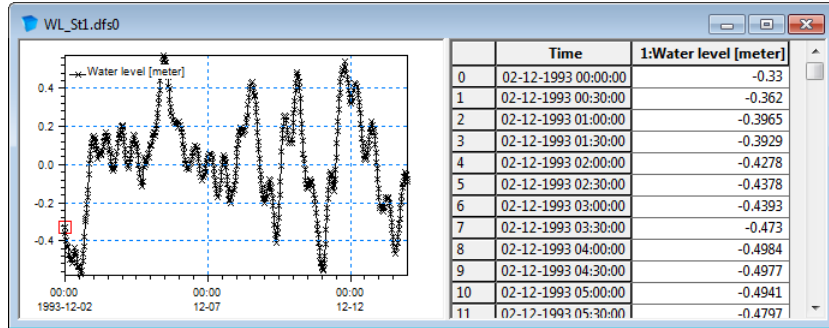 WL_St1.dfs0
Water level [meter]
0.4
0.2
0.0
-0.2
-0.4
00:00 00:00 00:00
1993-12-02 12-07 12-12
Time 1:Water level [meter]
0 02-12-1993 00:00:00 -0.33
1 02-12-1993 00:30:00 -0.362
2 02-12-1993 01:00:00 -0.3965
3 02-12-1993 01:30:00 -0.3929
4 02-12-1993 02:00:00 -0.4278
5 02-12-1993 02:30:00 -0.4378
6 02-12-1993 03:00:00 -0.4393
7 02-12-1993 03:30:00 -0.473
8 02-12-1993 04:00:00 -0.4984
9 02-12-1993 04:30:00 -0.4977
10 02-12-1993 05:00:00 -0.4941
11 02-12-1993 05:30:00 -0.4797